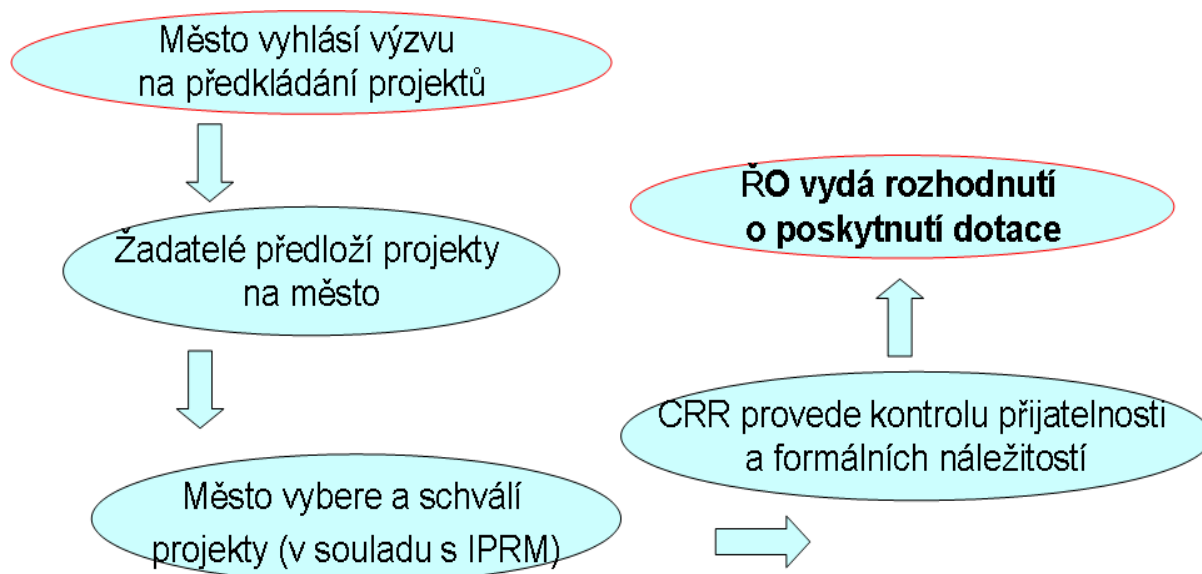 Město vyhlásí výzvu
na předkládání projektů
Žadatelé předloží projekty
na město
Město vybere a schválí
projekty (v souladu s IPRM)
CRR provede kontrolu přijatelnosti
a formálních náležitostí
ŘO vydá rozhodnutí
o poskytnutí dotace